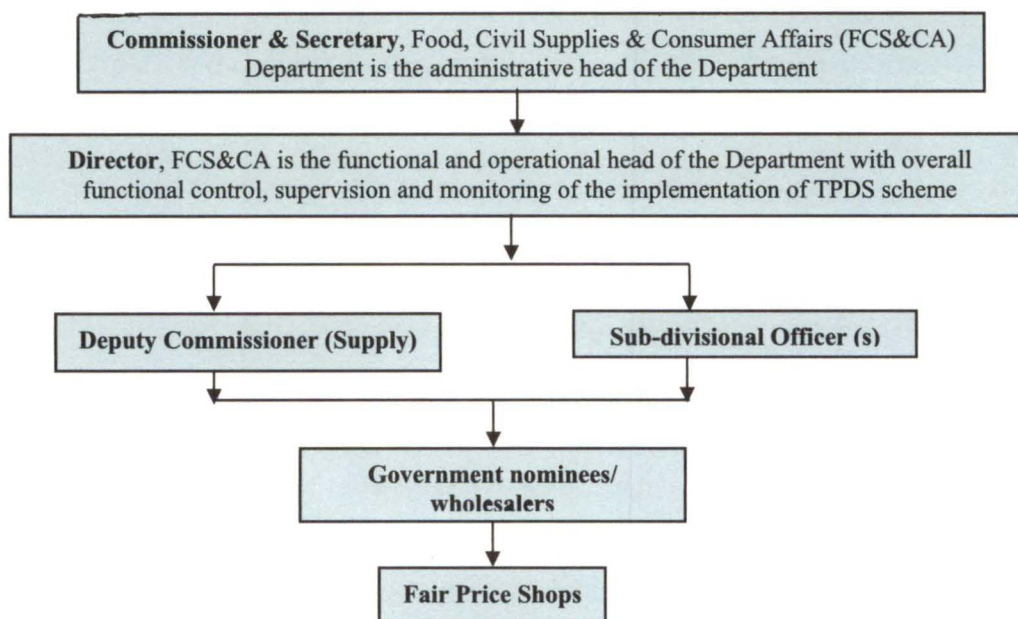 Commissioner & Secretary, Food, Civil Supplies & Consumer Affairs (FCS&CA)
Department is the administrative head of the Department
Director, FCS&CA is the functional and operational head of the Department with overall
functional control, supervision and monitoring of the implementation of TPDS scheme
Deputy Commissioner (Supply)
Sub-divisional Officer (s)
Government nominees/
wholesalers
Fair Price Shops